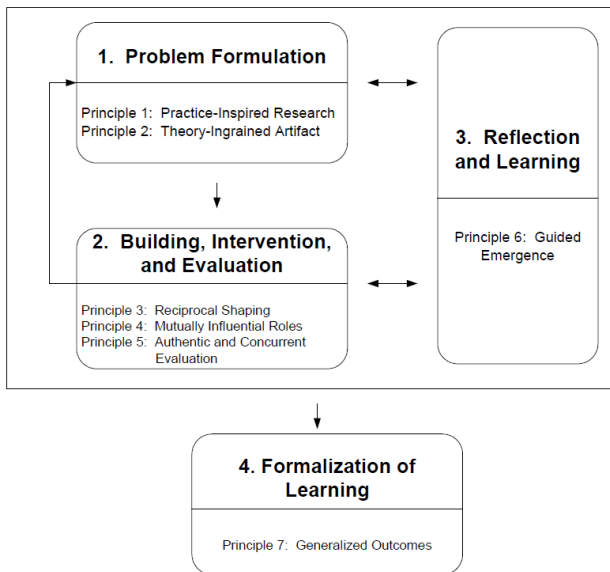 1. Problem Formulation
Principle 1: Practice-Inspired Research
Principle 2: Theory-Ingrained Artifact
2. Building, Intervention,
and Evaluation
Principle 3: Reciprocal Shaping
Principle 4: Mutually Influential Roles
Principle 5: Authentic and Concurrent
Evaluation
3. Reflection
and Learning
Principle 6: Guided
Emergence
4. Formalization of
Learning
Principle 7: Generalized Outcomes